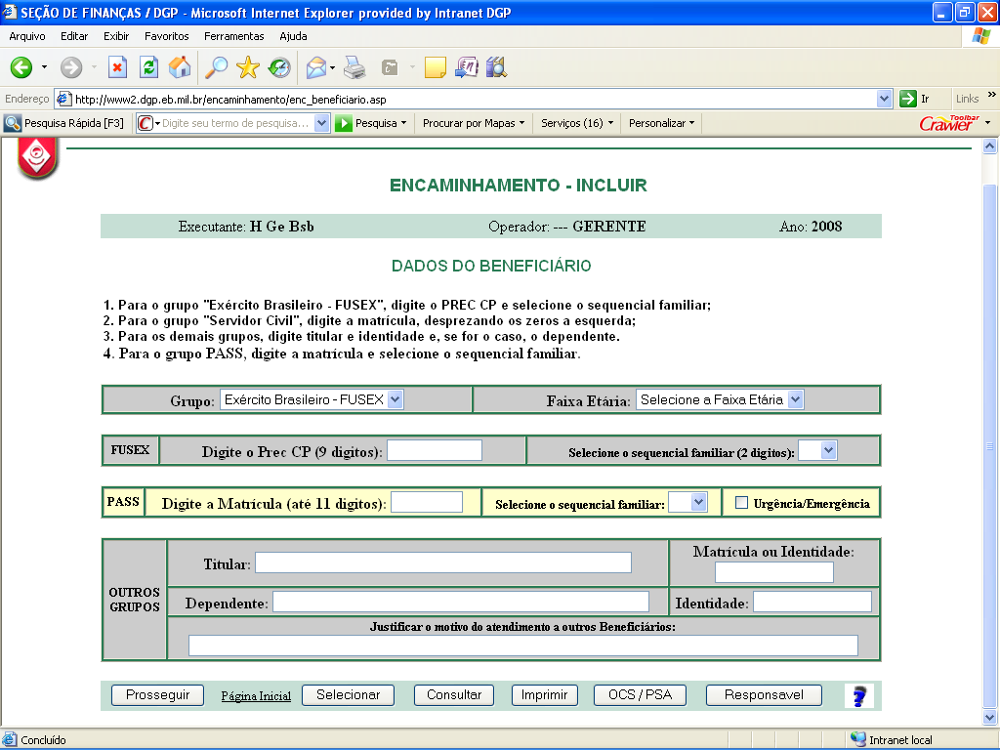 SEÇÃO DE FINANÇAS / DGP - Microsoft Internet Explorer provided by Intranet DGP
Arquivo Editar Exibir Favoritos Ferramentas Ajuda
Endereço http://www2.dgp.eb.mil.br/encaminhamento/enc_beneficiario.asp Ir Links »
Pesquisa Rápida [F3] Digite seu termo de pesquisa... Pesquisa Procurar por Mapas Serviços (16) Personalizar Crawler Toolbar
ENCAMINHAMENTO - INCLUIR
Executante: H Ge Bsb Operador: --- GERENTE Ano: 2008
DADOS DO BENEFICIÁRIO
1. Para o grupo "Exército Brasileiro - FUSEX", digite o PREC CP e selecione o sequencial familiar;
2. Para o grupo "Servidor Civil", digite a matrícula, desprezando os zeros a esquerda;
3. Para os demais grupos, digite titular e identidade e, se for o caso, o dependente.
4. Para o grupo PASS, digite a matrícula e selecione o sequencial familiar.
Grupo: Exército Brasileiro - FUSEX Faixa Etária: Selecione a Faixa Etária
FUSEX Digite o Prec CP (9 digitos): Selecione o sequencial familiar (2 digitos):
PASS Digite a Matrícula (até 11 digitos): Selecione o sequencial familiar: Urgência/Emergência
OUTROS GRUPOS
Titular: Matrícula ou Identidade:
Dependente: Identidade:
Justificar o motivo do atendimento a outros Beneficiários:
Prosseguir Página Inicial Selecionar Consultar Imprimir OCS / PSA Responsavel ?
Concluído Intranet local